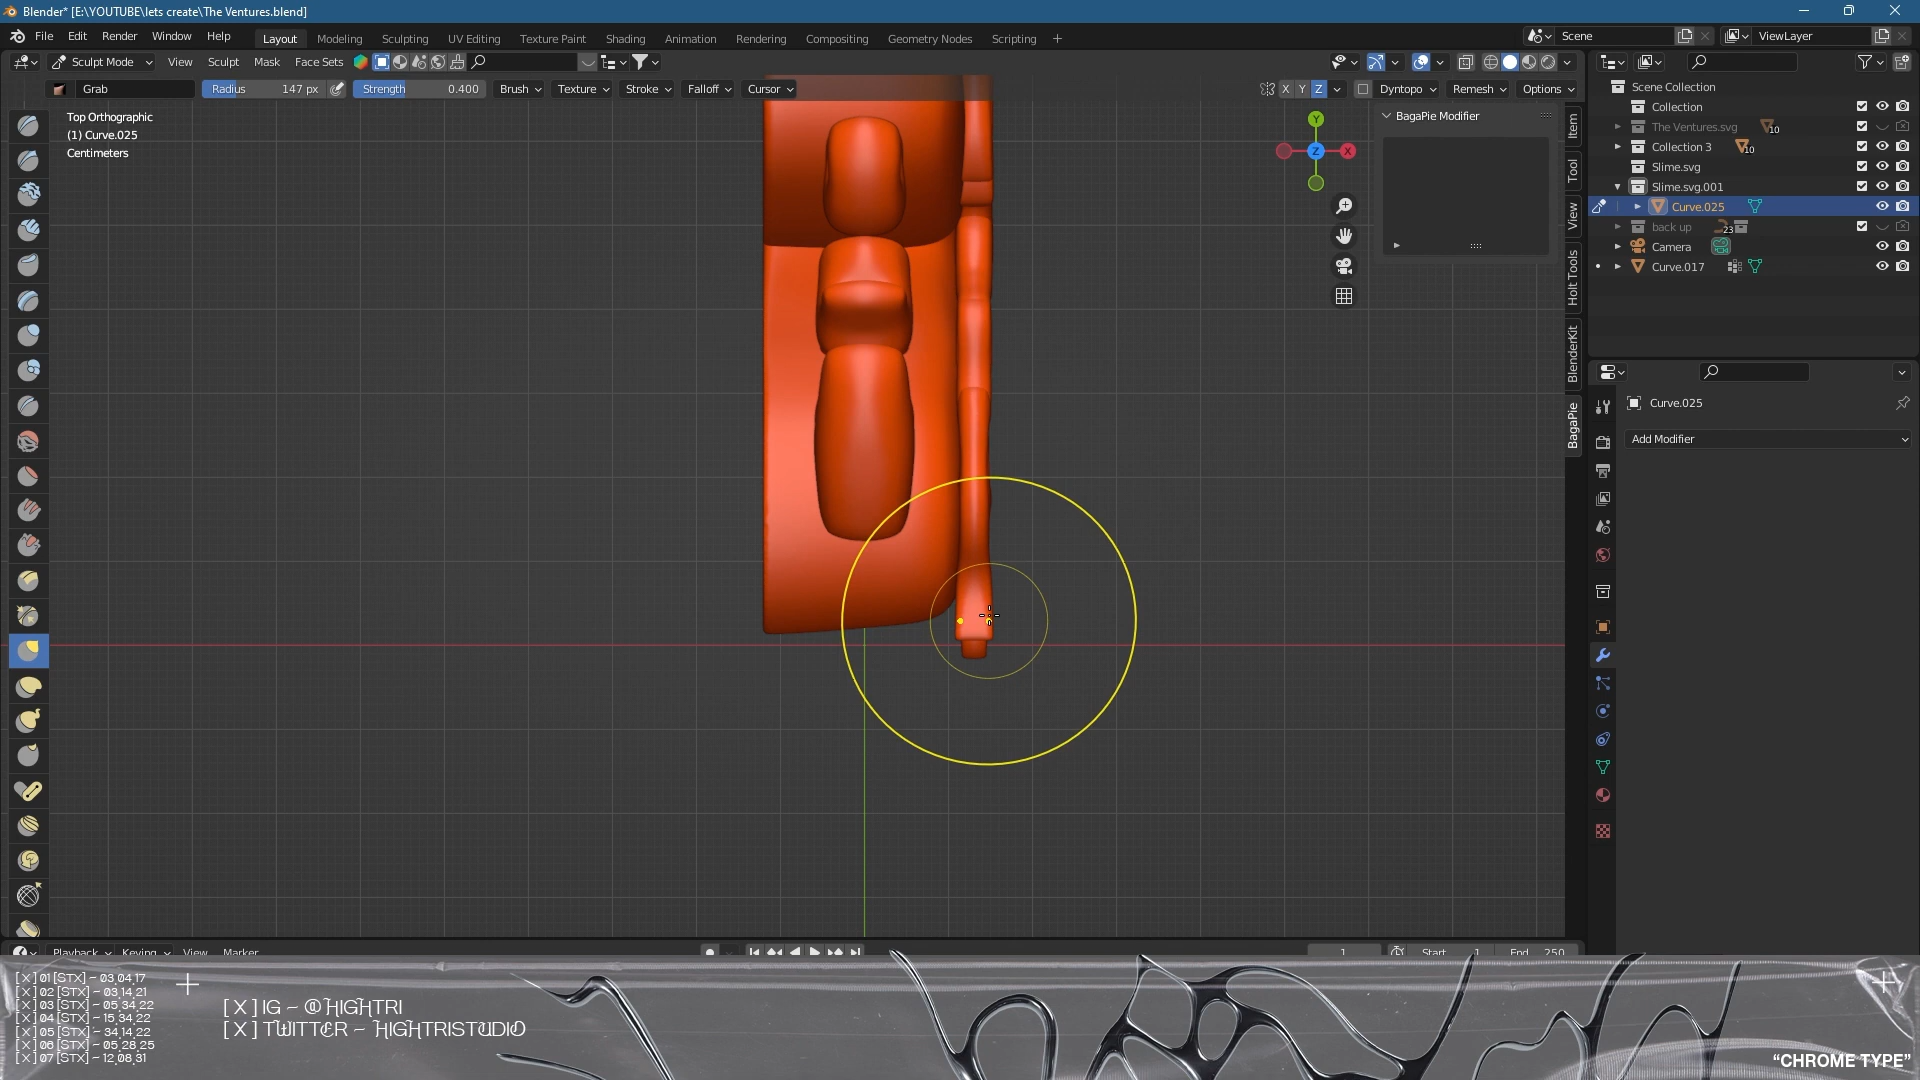 Blender* [E:\YOUTUBE\lets create\The Ventures.blend]
File Edit Render Window Help
Layout Modeling Sculpting UV Editing Texture Paint Shading Animation Rendering Compositing Geometry Nodes Scripting +
Scene
ViewLayer
Sculpt Mode View Sculpt Mask Face Sets
Grab
Radius 147 px
Strength 0.400
Brush Texture Stroke Falloff Cursor
X Y Z
Dyntopo Remesh Options
Top Orthographic
(1) Curve.025
Centimeters
Y
Z
X
BagaPie Modifier
Item
Tool
View
Holt Tools
BlenderKit
BagaPie
Scene Collection
Collection
The Ventures.svg 10
Collection 3 10
Slime.svg
Slime.svg.001
Curve.025
back up 23
Camera
Curve.017
Curve.025
Add Modifier
Playback Keying View Marker
1
Start 1
End 250
[X] 01 [STX] – 03,04,17
[X] 02 [STX] – 03,14,21
[X] 03 [STX] – 05,34,22
[X] 04 [STX] – 15,34,22
[X] 05 [STX] – 34,14,22
[X] 06 [STX] – 05,28,25
[X] 07 [STX] – 12,08,31
[X] IG – @HIGHTRI
[X] TWITTER – HIGHTRISTUDIO
“CHROME TYPE”